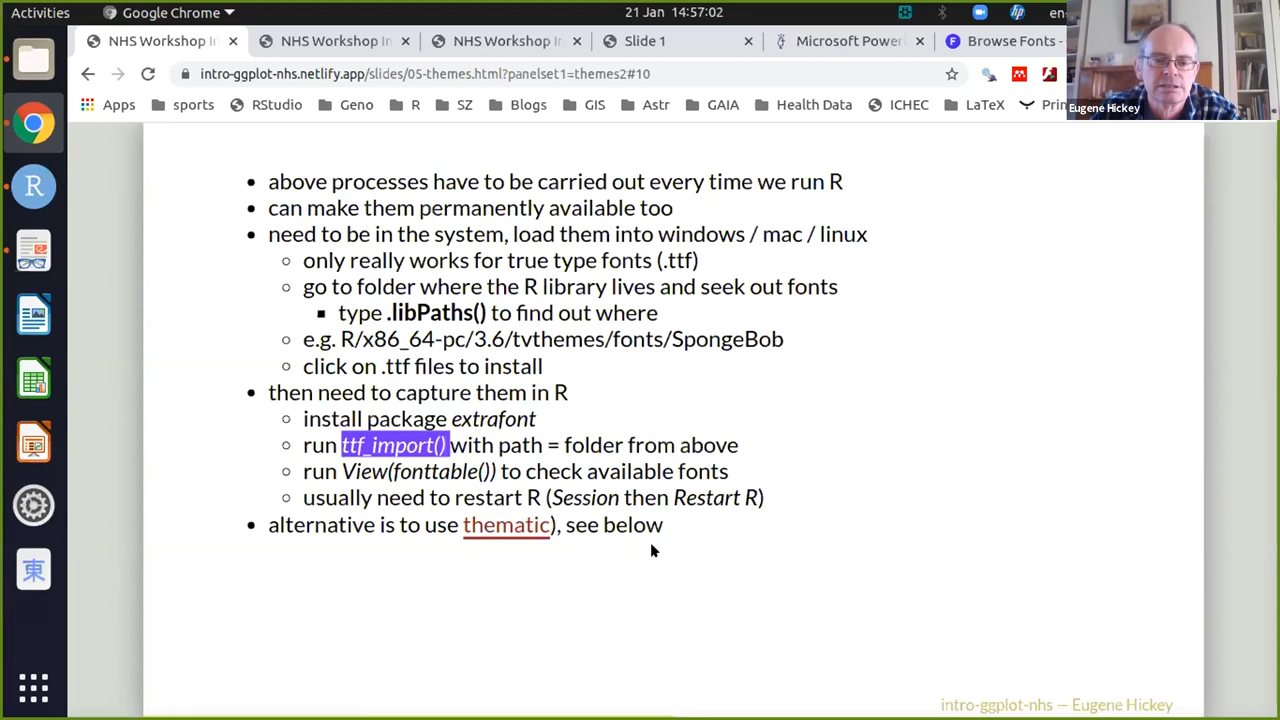 Activities
Google Chrome
21 Jan 14:57:02
en
NHS Workshop In
NHS Workshop In
NHS Workshop In
Slide 1
Microsoft Power
Browse Fonts -
intro-ggplot-nhs.netlify.app/slides/05-themes.html?panelset1=themes2#10
Apps
sports
RStudio
Geno
R
SZ
Blogs
GIS
Astr
GAIA
Health Data
ICHEC
LaTeX
Eugene Hickey
• above processes have to be carried out every time we run R
• can make them permanently available too
• need to be in the system, load them into windows / mac / linux
◦ only really works for true type fonts (.ttf)
◦ go to folder where the R library lives and seek out fonts
▪ type .libPaths() to find out where
◦ e.g. R/x86_64-pc/3.6/tvthemes/fonts/SpongeBob
◦ click on .ttf files to install
• then need to capture them in R
◦ install package extrafont
◦ run ttf_import() with path = folder from above
◦ run View(fonttable()) to check available fonts
◦ usually need to restart R (Session then Restart R)
• alternative is to use thematic), see below
intro-ggplot-nhs — Eugene Hickey